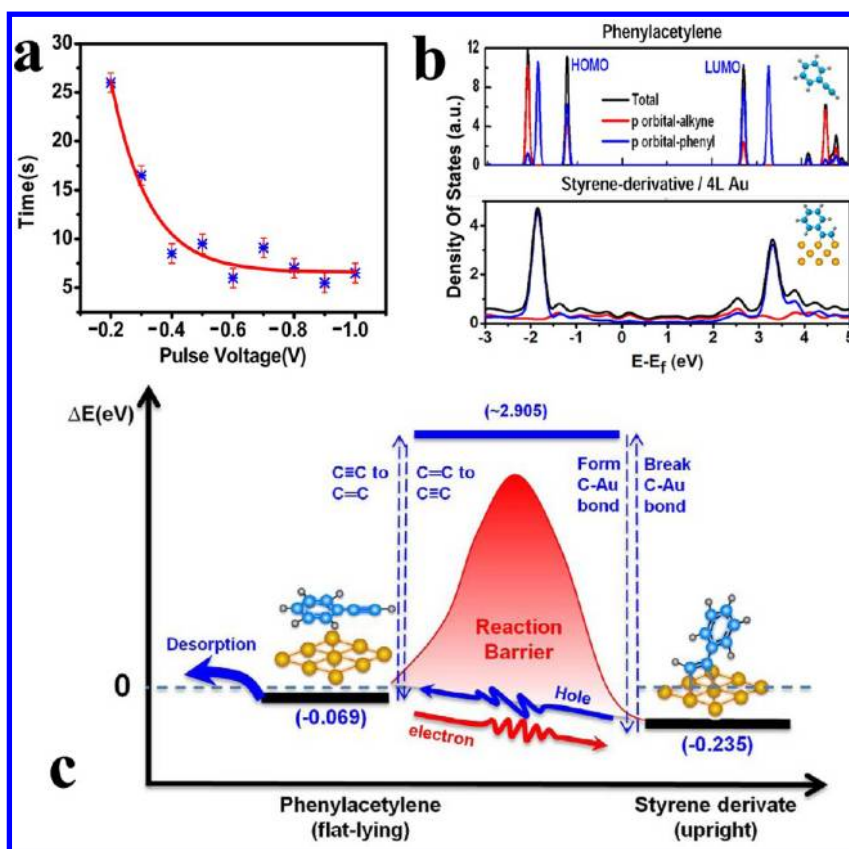 a
30
25
20
15
10
5
Time(s)
−0.2
−0.4
−0.6
−0.8
−1.0
Pulse Voltage(V)
b
Phenylacetylene
12
8
4
0
HOMO
LUMO
Total
p orbital-alkyne
p orbital-phenyl
Styrene-derivative / 4L Au
4
2
0
Density Of States (a.u.)
-3
-2
-1
0
1
2
3
4
5
E-Ef (eV)
ΔE(eV)
(~2.905)
C≡C to
C=C
C=C to
C≡C
Form
C-Au
bond
Break
C-Au
bond
Reaction
Barrier
Desorption
0
Hole
(-0.069)
electron
(-0.235)
c
Phenylacetylene
(flat-lying)
Styrene derivate
(upright)